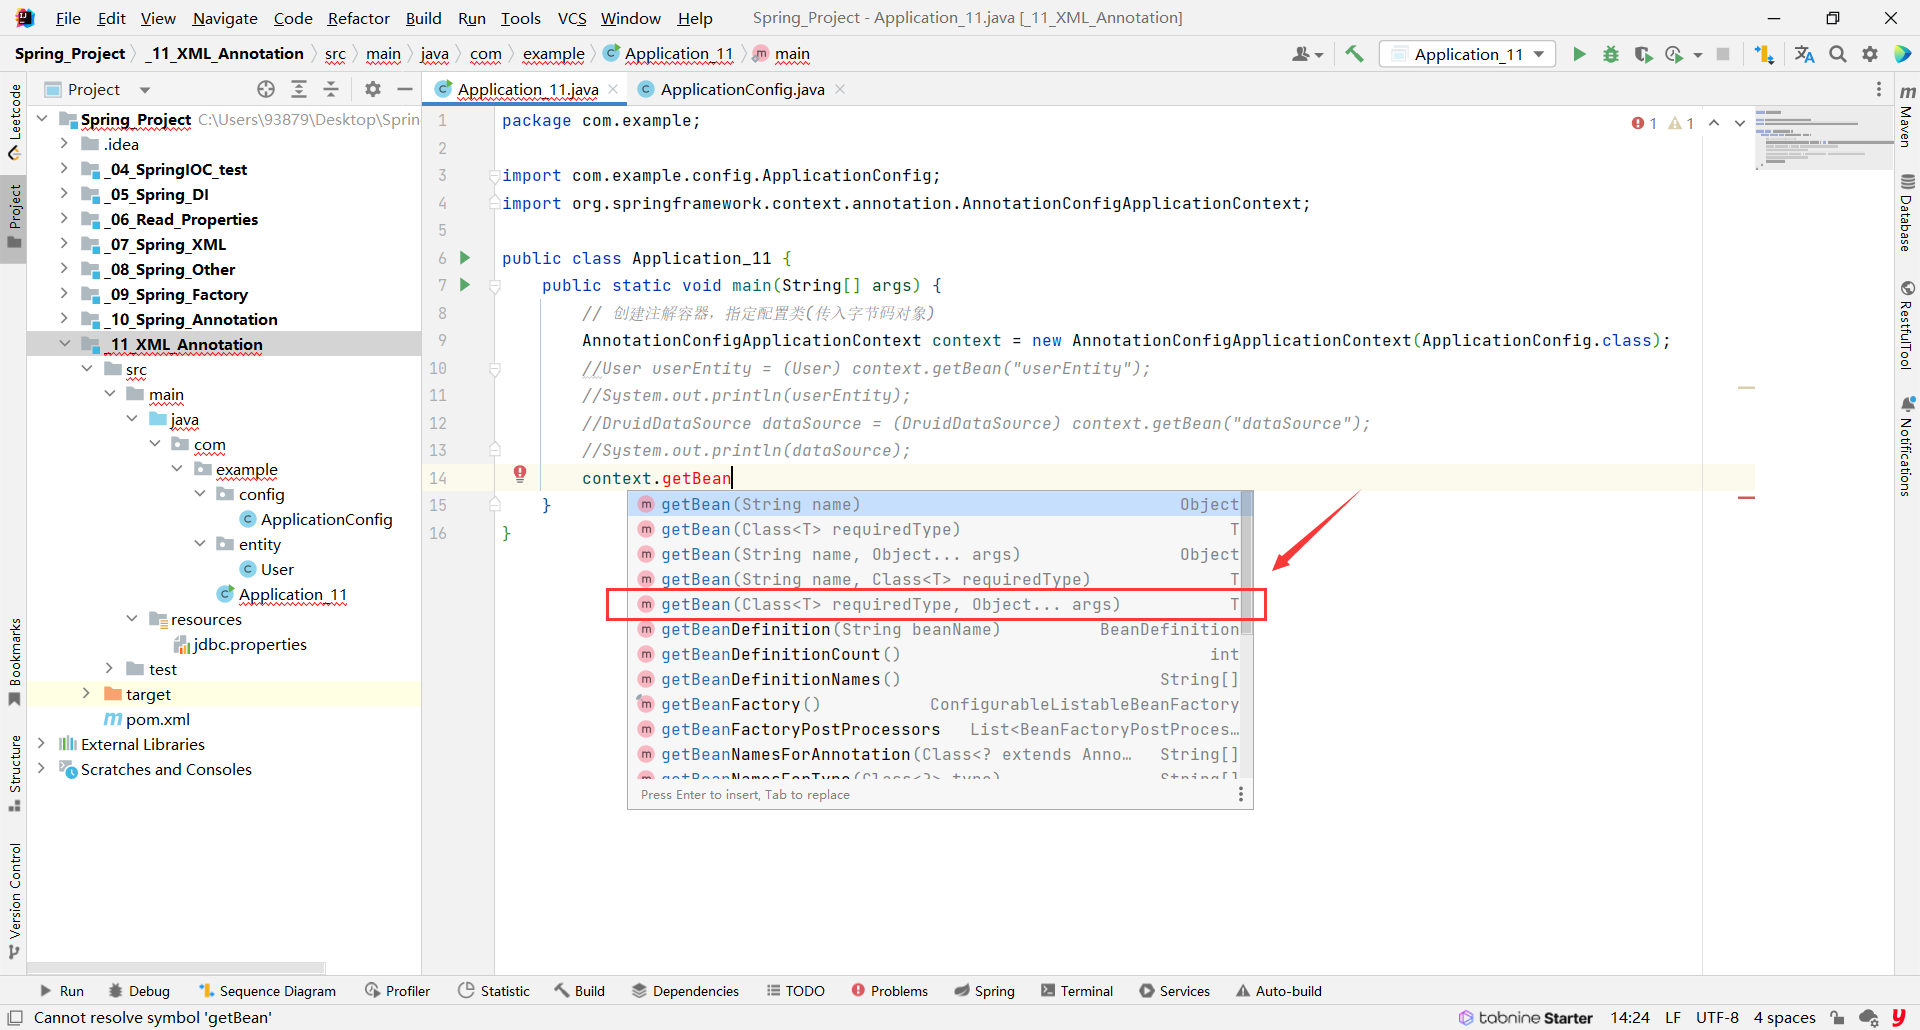 File Edit View Navigate Code Refactor Build Run Tools VCS Window Help Spring_Project - Application_11.java [_11_XML_Annotation]
Spring_Project _11_XML_Annotation src main java com example Application_11 main Application_11
Project
Application_11.java
ApplicationConfig.java
Leetcode
Project
Bookmarks
Structure
Version Control
Spring_Project C:\Users\93879\Desktop\Sprin
.idea
_04_SpringIOC_test
_05_Spring_DI
_06_Read_Properties
_07_Spring_XML
_08_Spring_Other
_09_Spring_Factory
_10_Spring_Annotation
_11_XML_Annotation
src
main
java
com
example
config
ApplicationConfig
entity
User
Application_11
resources
jdbc.properties
test
target
pom.xml
External Libraries
Scratches and Consoles
1 package com.example;
2
3 import com.example.config.ApplicationConfig;
4 import org.springframework.context.annotation.AnnotationConfigApplicationContext;
5
6 public class Application_11 {
7 public static void main(String[] args) {
8 // 创建注解容器，指定配置类(传入字节码对象)
9 AnnotationConfigApplicationContext context = new AnnotationConfigApplicationContext(ApplicationConfig.class);
10 //User userEntity = (User) context.getBean("userEntity");
11 //System.out.println(userEntity);
12 //DruidDataSource dataSource = (DruidDataSource) context.getBean("dataSource");
13 //System.out.println(dataSource);
14 context.getBean
15 }
16 }
1 1
getBean(String name) Object
getBean(Class<T> requiredType) T
getBean(String name, Object... args) Object
getBean(String name, Class<T> requiredType) T
getBean(Class<T> requiredType, Object... args) T
getBeanDefinition(String beanName) BeanDefinition
getBeanDefinitionCount() int
getBeanDefinitionNames() String[]
getBeanFactory() ConfigurableListableBeanFactory
getBeanFactoryPostProcessors List<BeanFactoryPostProces…
getBeanNamesForAnnotation(Class<? extends Anno… String[]
getBeanNamesForType(Class<?> type) String[]
Press Enter to insert, Tab to replace
Maven
Database
RestfulTool
Notifications
Run Debug Sequence Diagram Profiler Statistic Build Dependencies TODO Problems Spring Terminal Services Auto-build
Cannot resolve symbol 'getBean' tabnine Starter 14:24 LF UTF-8 4 spaces